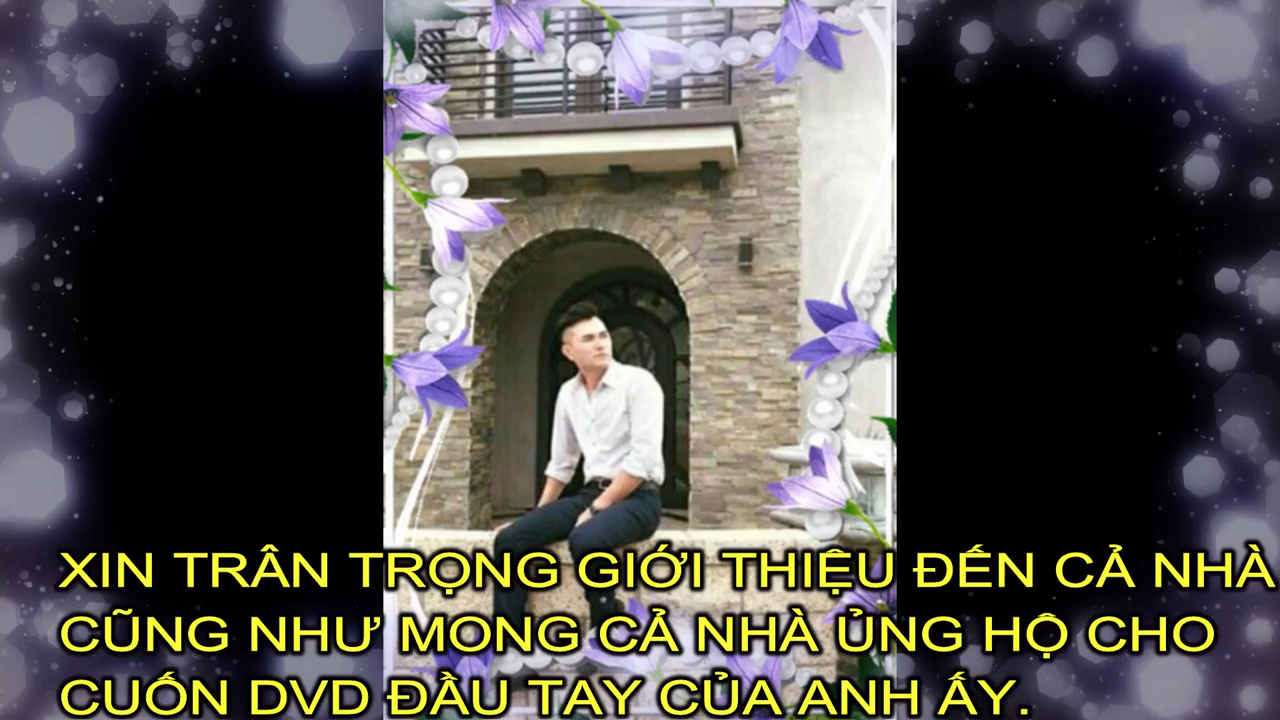 XIN TRÂN TRỌNG GIỚI THIỆU ĐẾN CẢ NHÀ
CŨNG NHƯ MONG CẢ NHÀ ỦNG HỘ CHO
CUỐN DVD ĐẦU TAY CỦA ANH ẤY.